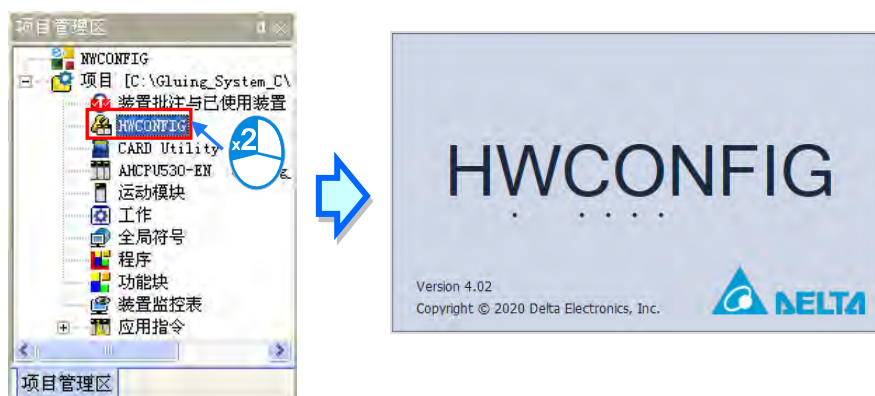 项目管理区
NWCONFIG
项目 [C:\Gluing_System_C\
装置批注与已使用装置
HWCONFIG
x2
CARD Utility
AHCPU530-EN
运动模块
工作
全局符号
程序
功能块
装置监控表
应用指令
项目管理区
HWCONFIG
Version 4.02
Copyright © 2020 Delta Electronics, Inc.
DELTA